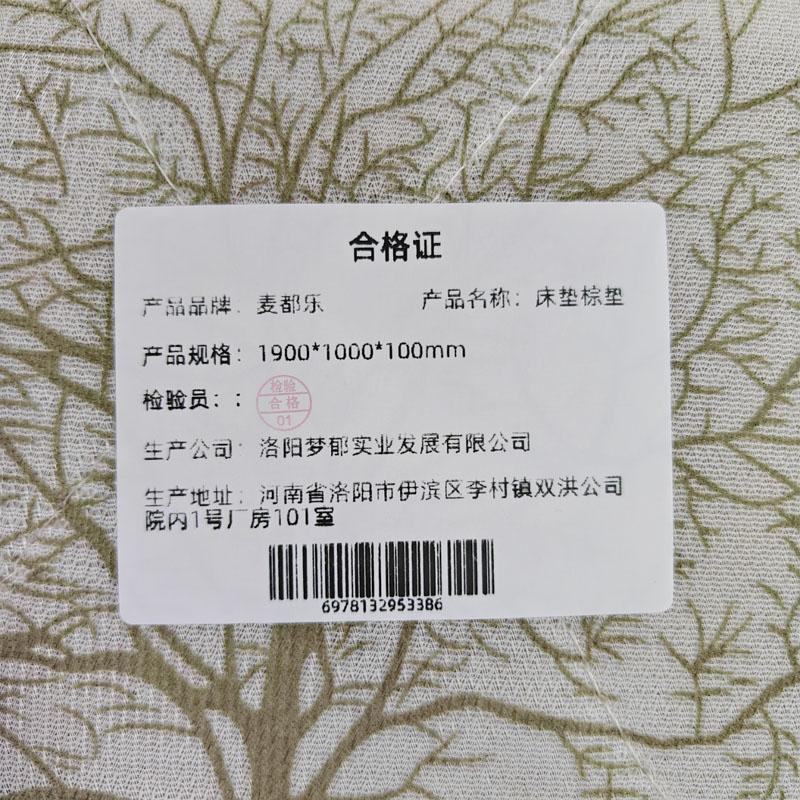 合格证
产品品牌：麦都乐 产品名称：床垫棕垫
产品规格：1900*1000*100mm
检验员：：
检验
合格
01
生产公司：洛阳梦郁实业发展有限公司
生产地址：河南省洛阳市伊滨区李村镇双洪公司
院内1号厂房101室
6978132953386